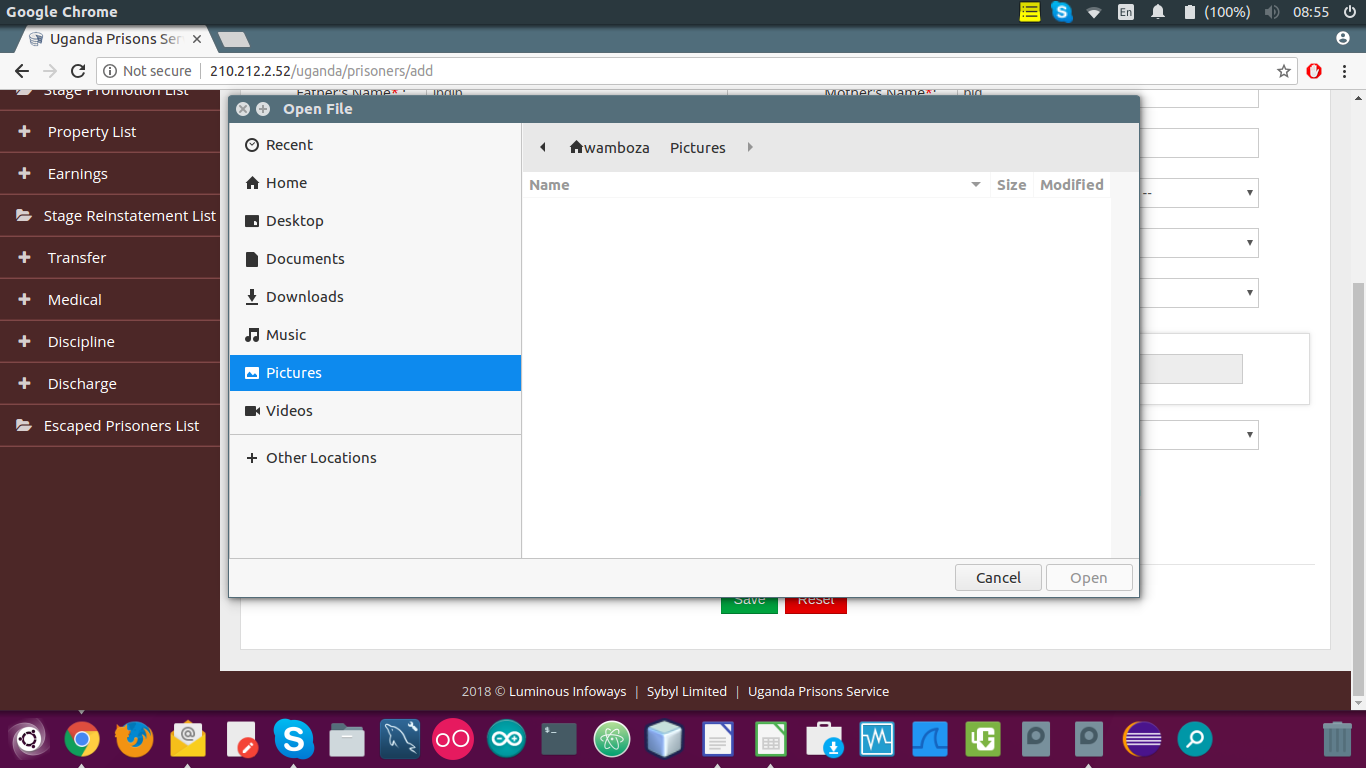 Google Chrome
En
(100%)
08:55
Uganda Prisons Ser
Not secure
210.212.2.52/uganda/prisoners/add
Stage Promotion List
Property List
Earnings
Stage Reinstatement List
Transfer
Medical
Discipline
Discharge
Escaped Prisoners List
Father's Name*:
Mother's Name*:
Open File
Recent
Home
Desktop
Documents
Downloads
Music
Pictures
Videos
Other Locations
wamboza Pictures
Name Size Modified
--
Cancel Open
Save Reset
2018 © Luminous Infoways | Sybyl Limited | Uganda Prisons Service